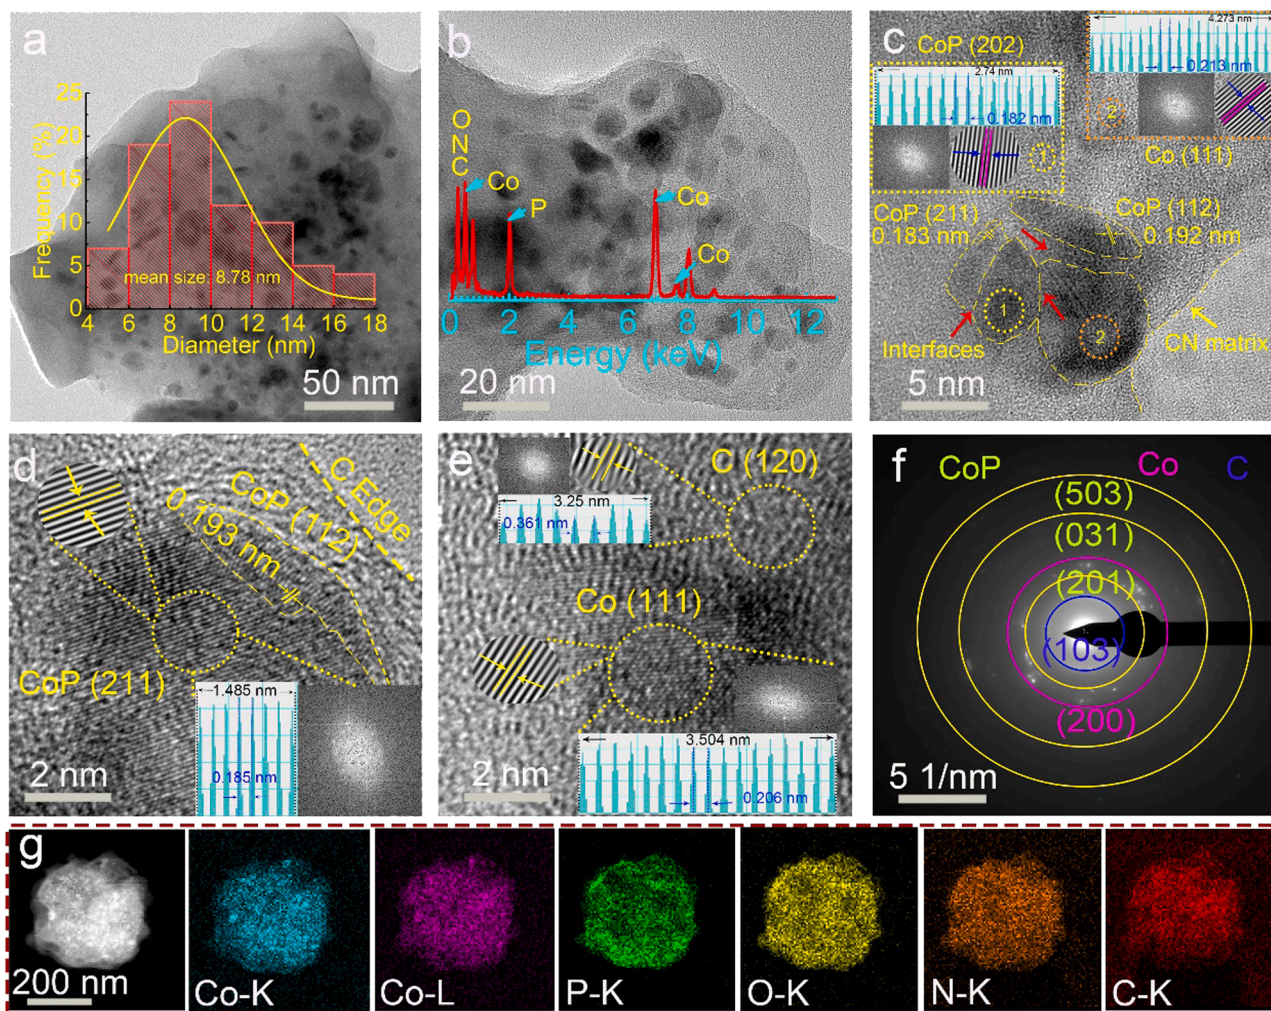 a
25
20
15
10
5
0
Frequency (%)
mean size: 8.78 nm
4 6 8 10 12 14 16 18
Diameter (nm)
50 nm
b
O
N
C
Co
P
Co
Co
0 2 4 6 8 10 12
Energy (keV)
20 nm
c
CoP (202)
2.74 nm
0.182 nm
1
4.273 nm
0.213 nm
2
Co (111)
CoP (211)
0.183 nm
CoP (112)
0.192 nm
1
2
Interfaces
CN matrix
5 nm
d
C Edge
CoP (112)
0.193 nm
CoP (211)
1.485 nm
0.185 nm
2 nm
e
C (120)
3.25 nm
0.361 nm
Co (111)
3.504 nm
0.206 nm
2 nm
f
CoP Co C
(503)
(031)
(201)
(103)
(200)
5 1/nm
g
200 nm
Co-K
Co-L
P-K
O-K
N-K
C-K